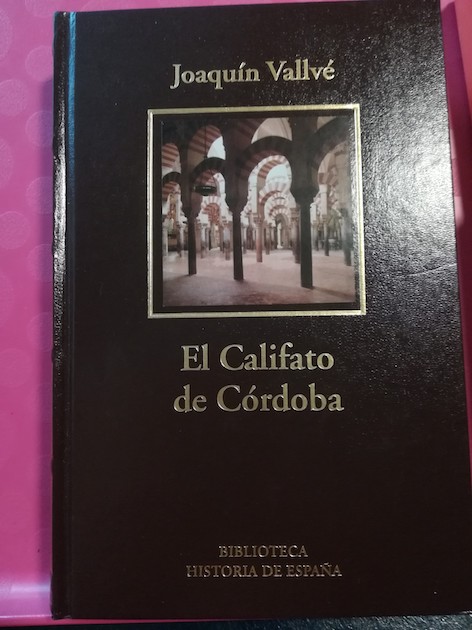 Joaquín Vallvé
El Califato
de Córdoba
BIBLIOTECA
HISTORIA DE ESPAÑA